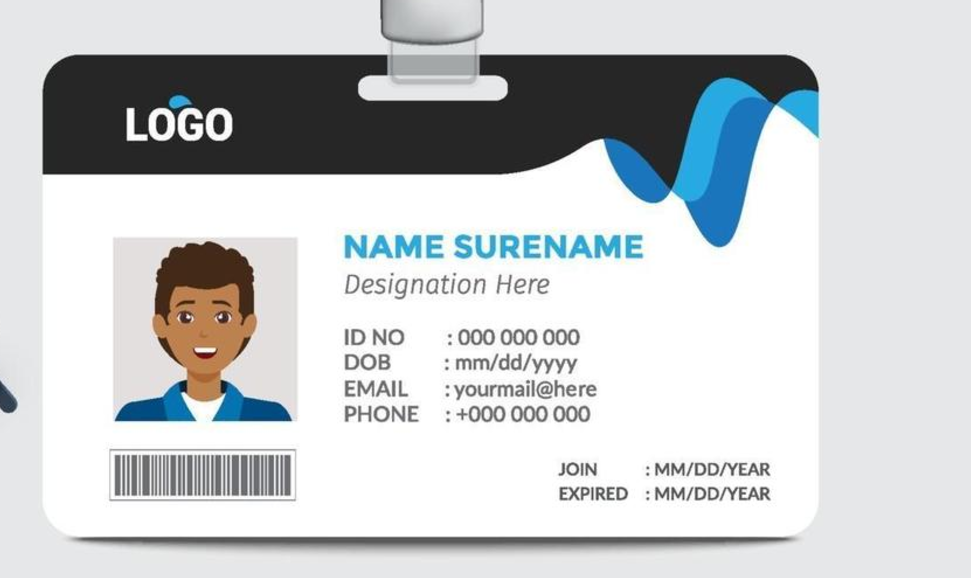 LOGO
NAME SURENAME
Designation Here
ID NO : 000 000 000
DOB : mm/dd/yyyy
EMAIL : yourmail@here
PHONE : +000 000 000
JOIN : MM/DD/YEAR
EXPIRED : MM/DD/YEAR